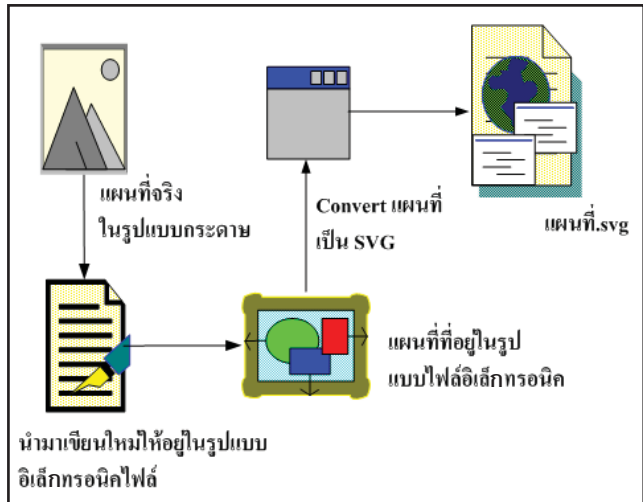 แผนที่จริง
ในรูปแบบกระดาษ
Convert แผนที่
เป็น SVG
แผนที่.svg
แผนที่ที่อยู่ในรูป
แบบไฟล์อิเล็กทรอนิค
นำมาเขียนใหม่ให้อยู่ในรูปแบบ
อิเล็กทรอนิคไฟล์